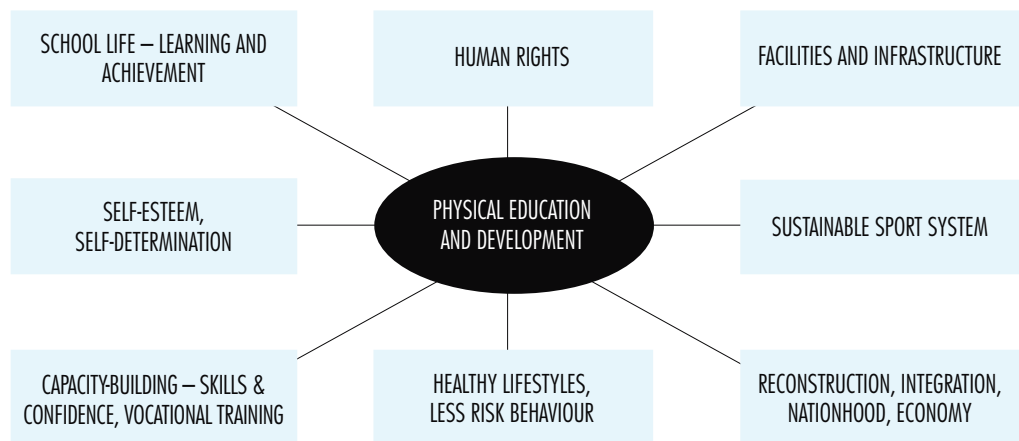 SCHOOL LIFE – LEARNING AND
ACHIEVEMENT
HUMAN RIGHTS
FACILITIES AND INFRASTRUCTURE
SELF-ESTEEM,
SELF-DETERMINATION
PHYSICAL EDUCATION
AND DEVELOPMENT
SUSTAINABLE SPORT SYSTEM
CAPACITY-BUILDING – SKILLS &
CONFIDENCE, VOCATIONAL TRAINING
HEALTHY LIFESTYLES,
LESS RISK BEHAVIOUR
RECONSTRUCTION, INTEGRATION,
NATIONHOOD, ECONOMY